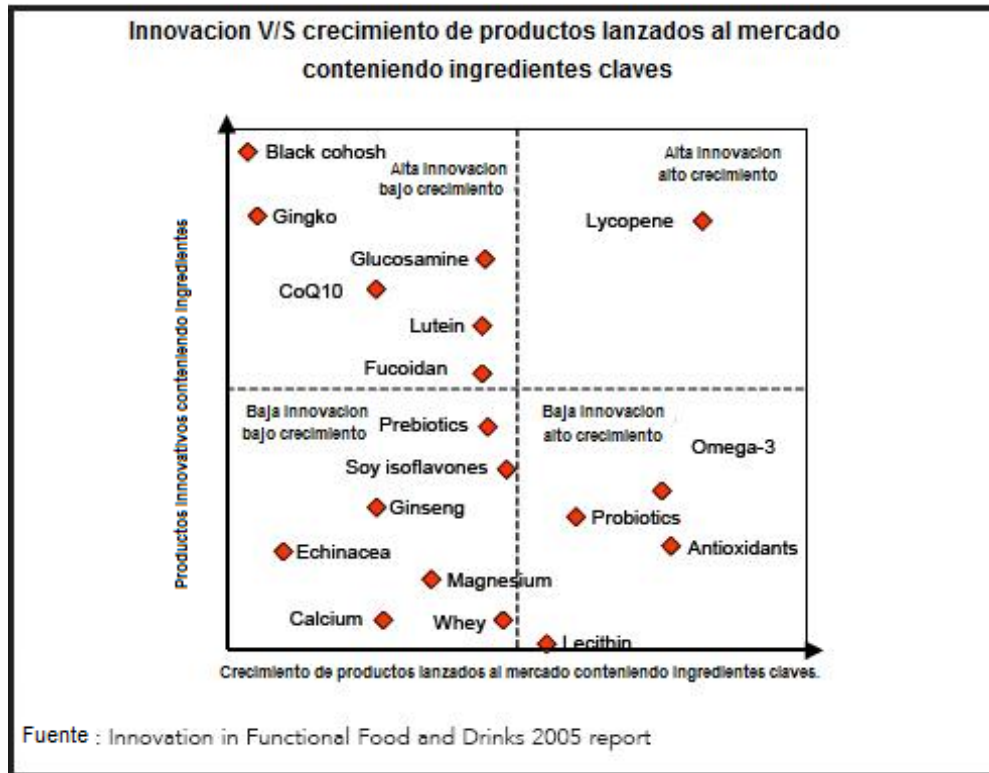 Innovacion V/S crecimiento de productos lanzados al mercado
conteniendo ingredientes claves
Black cohosh
Alta innovacion
bajo crecimiento
Alta innovacion
alto crecimiento
Gingko
Lycopene
Glucosamine
CoQ10
Lutein
Fucoidan
Productos innovativos conteniendo ingredientes
Baja innovacion
bajo crecimiento
Baja innovacion
alto crecimiento
Prebiotics
Omega-3
Soy isoflavones
Ginseng
Probiotics
Echinacea
Antioxidants
Magnesium
Calcium
Whey
Lecithin
Crecimiento de productos lanzados al mercado conteniendo ingredientes claves.
Fuente : Innovation in Functional Food and Drinks 2005 report